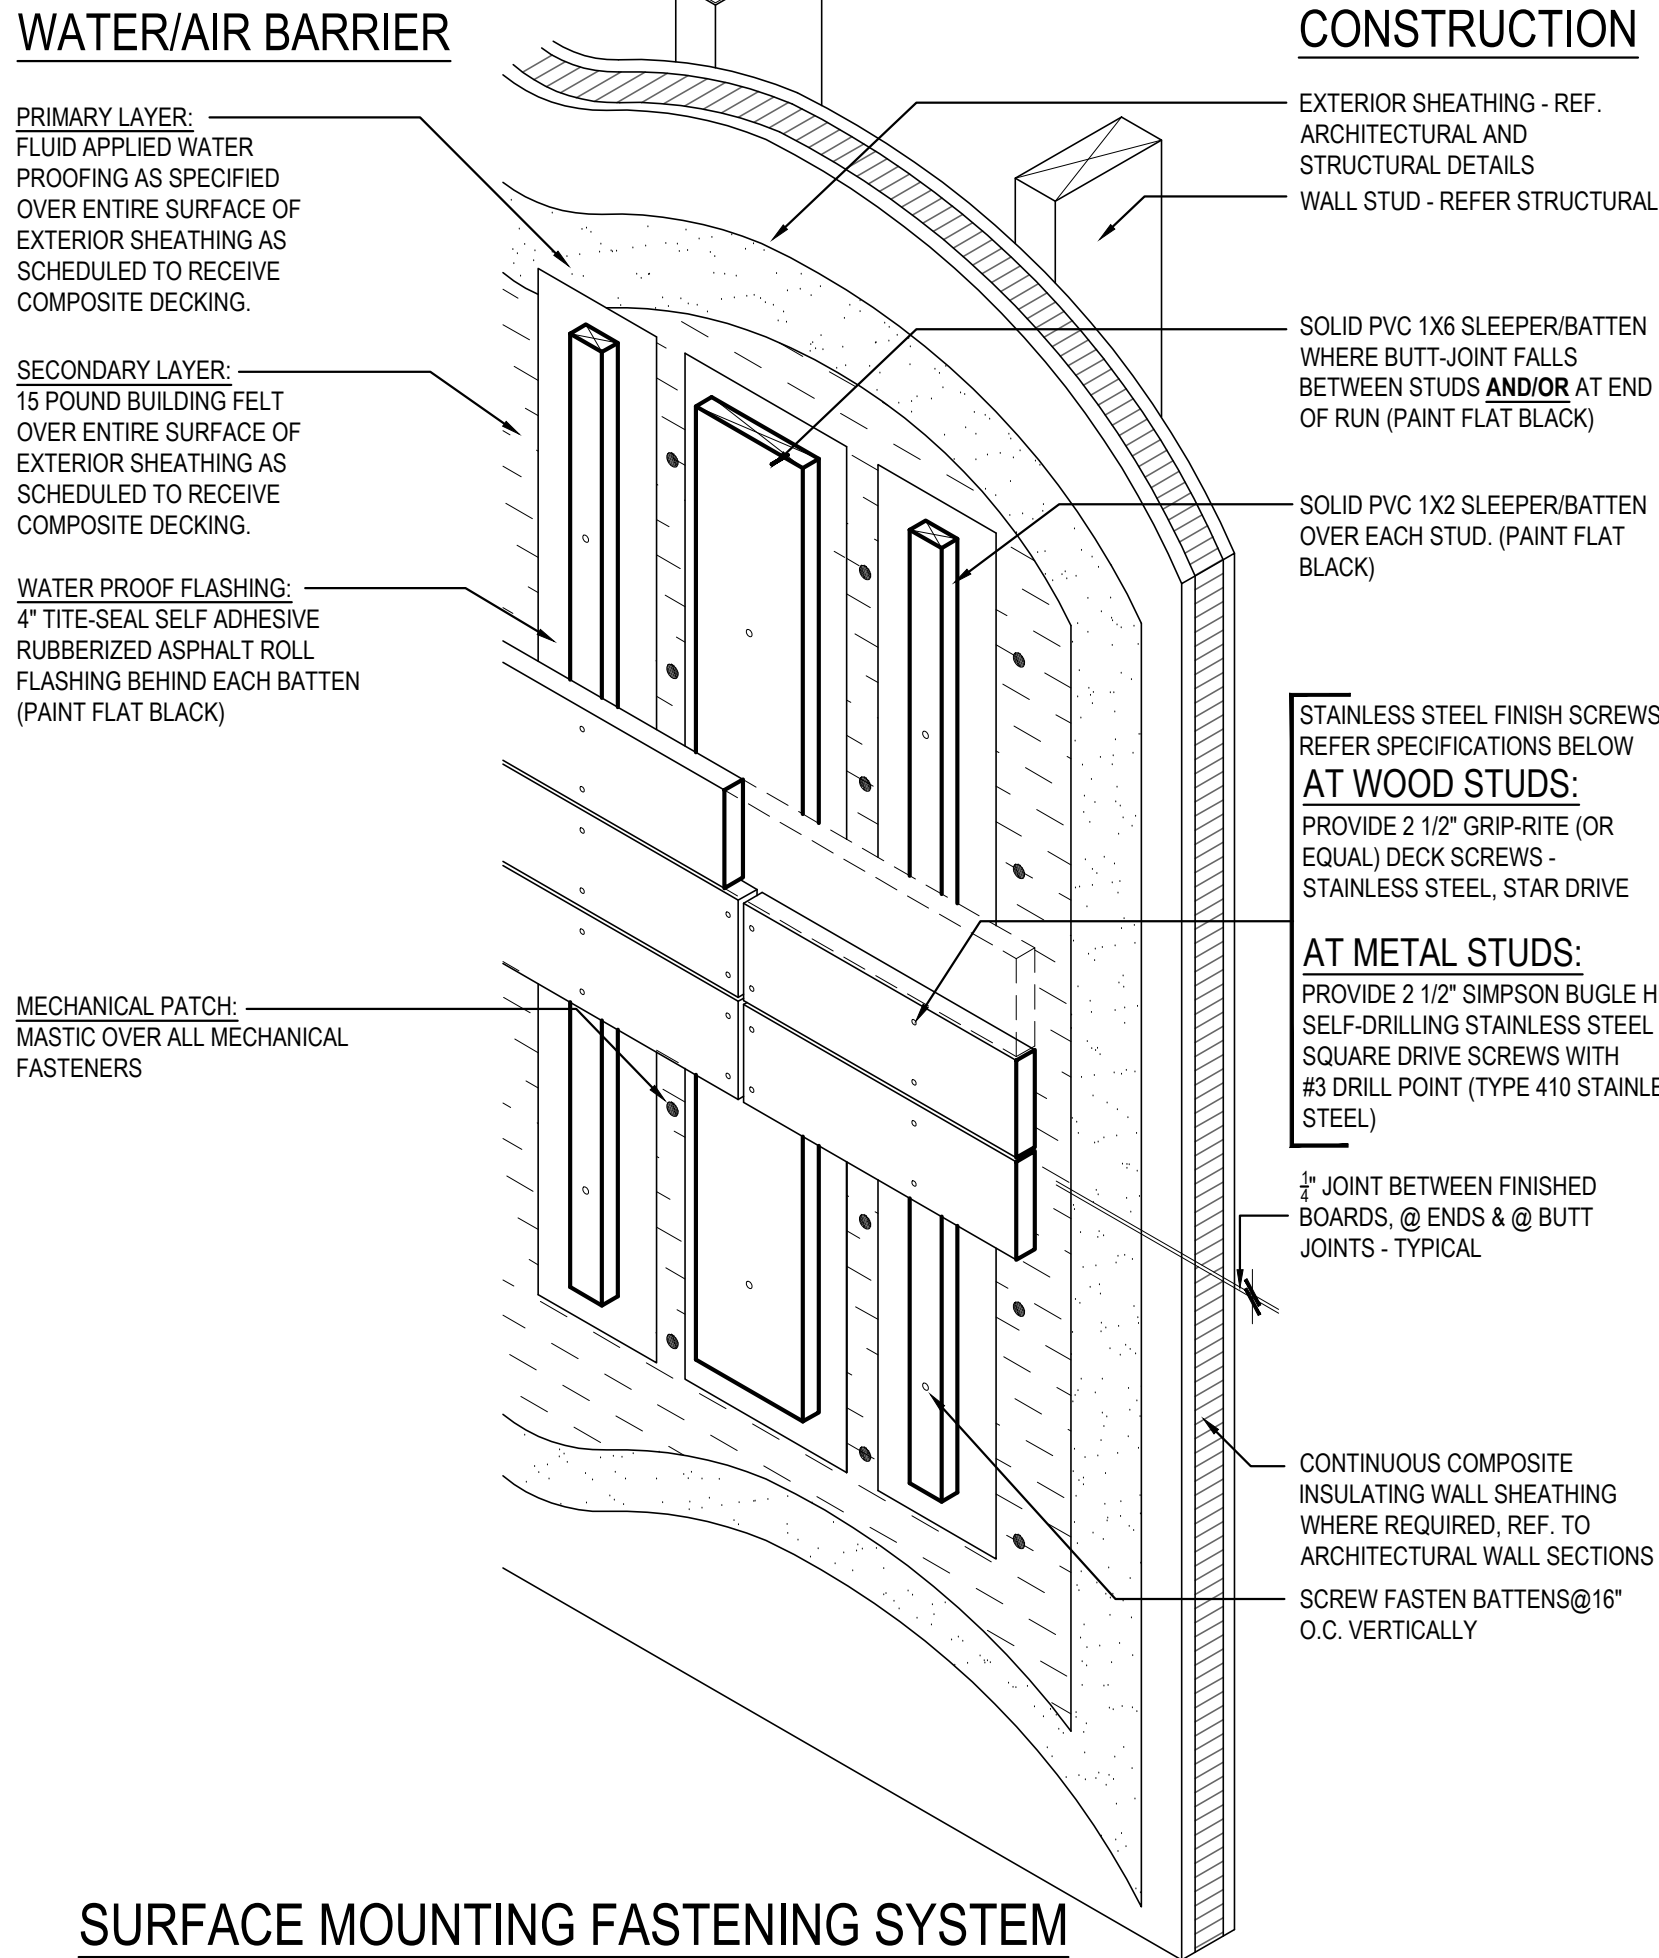 WATER/AIR BARRIER
PRIMARY LAYER:
FLUID APPLIED WATER
PROOFING AS SPECIFIED
OVER ENTIRE SURFACE OF
EXTERIOR SHEATHING AS
SCHEDULED TO RECEIVE
COMPOSITE DECKING.
SECONDARY LAYER:
15 POUND BUILDING FELT
OVER ENTIRE SURFACE OF
EXTERIOR SHEATHING AS
SCHEDULED TO RECEIVE
COMPOSITE DECKING.
WATER PROOF FLASHING:
4" TITE-SEAL SELF ADHESIVE
RUBBERIZED ASPHALT ROLL
FLASHING BEHIND EACH BATTEN
(PAINT FLAT BLACK)
MECHANICAL PATCH:
MASTIC OVER ALL MECHANICAL
FASTENERS
CONSTRUCTION
EXTERIOR SHEATHING - REF.
ARCHITECTURAL AND
STRUCTURAL DETAILS
WALL STUD - REFER STRUCTURAL
SOLID PVC 1X6 SLEEPER/BATTEN
WHERE BUTT-JOINT FALLS
BETWEEN STUDS AND/OR AT END
OF RUN (PAINT FLAT BLACK)
SOLID PVC 1X2 SLEEPER/BATTEN
OVER EACH STUD. (PAINT FLAT
BLACK)
STAINLESS STEEL FINISH SCREWS
REFER SPECIFICATIONS BELOW
AT WOOD STUDS:
PROVIDE 2 1/2" GRIP-RITE (OR
EQUAL) DECK SCREWS -
STAINLESS STEEL, STAR DRIVE
AT METAL STUDS:
PROVIDE 2 1/2" SIMPSON BUGLE H
SELF-DRILLING STAINLESS STEEL
SQUARE DRIVE SCREWS WITH
#3 DRILL POINT (TYPE 410 STAINLE
STEEL)
1/4" JOINT BETWEEN FINISHED
BOARDS, @ ENDS & @ BUTT
JOINTS - TYPICAL
CONTINUOUS COMPOSITE
INSULATING WALL SHEATHING
WHERE REQUIRED, REF. TO
ARCHITECTURAL WALL SECTIONS
SCREW FASTEN BATTENS@16"
O.C. VERTICALLY
SURFACE MOUNTING FASTENING SYSTEM